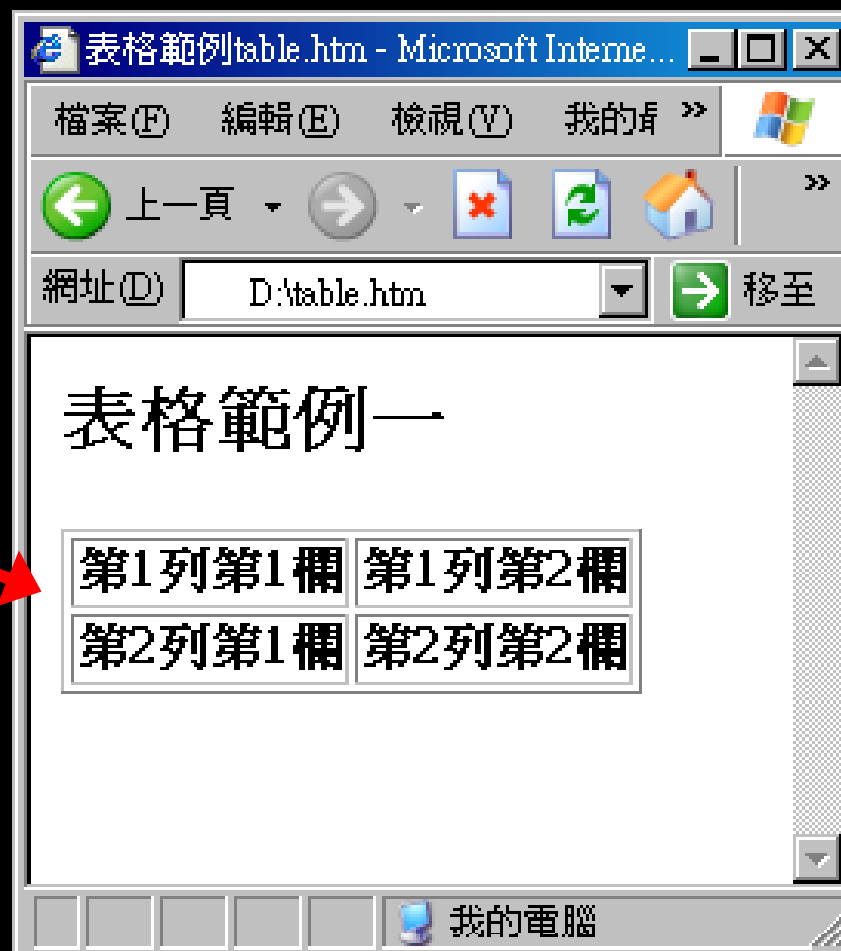 表格範例table.htm - Microsoft Interne...
檔案(F) 編輯(E) 檢視(V) 我的 »
上一頁 »
網址(D) D:\table.htm 移至
表格範例一
第1列第1欄 第1列第2欄
第2列第1欄 第2列第2欄
我的電腦